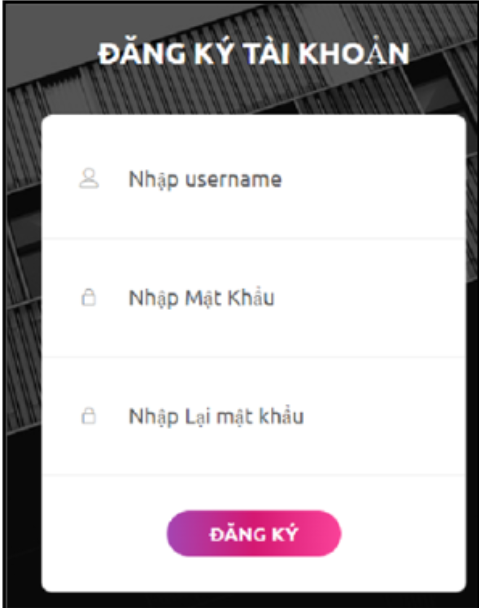 ĐĂNG KÝ TÀI KHOẢN
Nhập username
Nhập Mật Khẩu
Nhập Lại mật khẩu
ĐĂNG KÝ